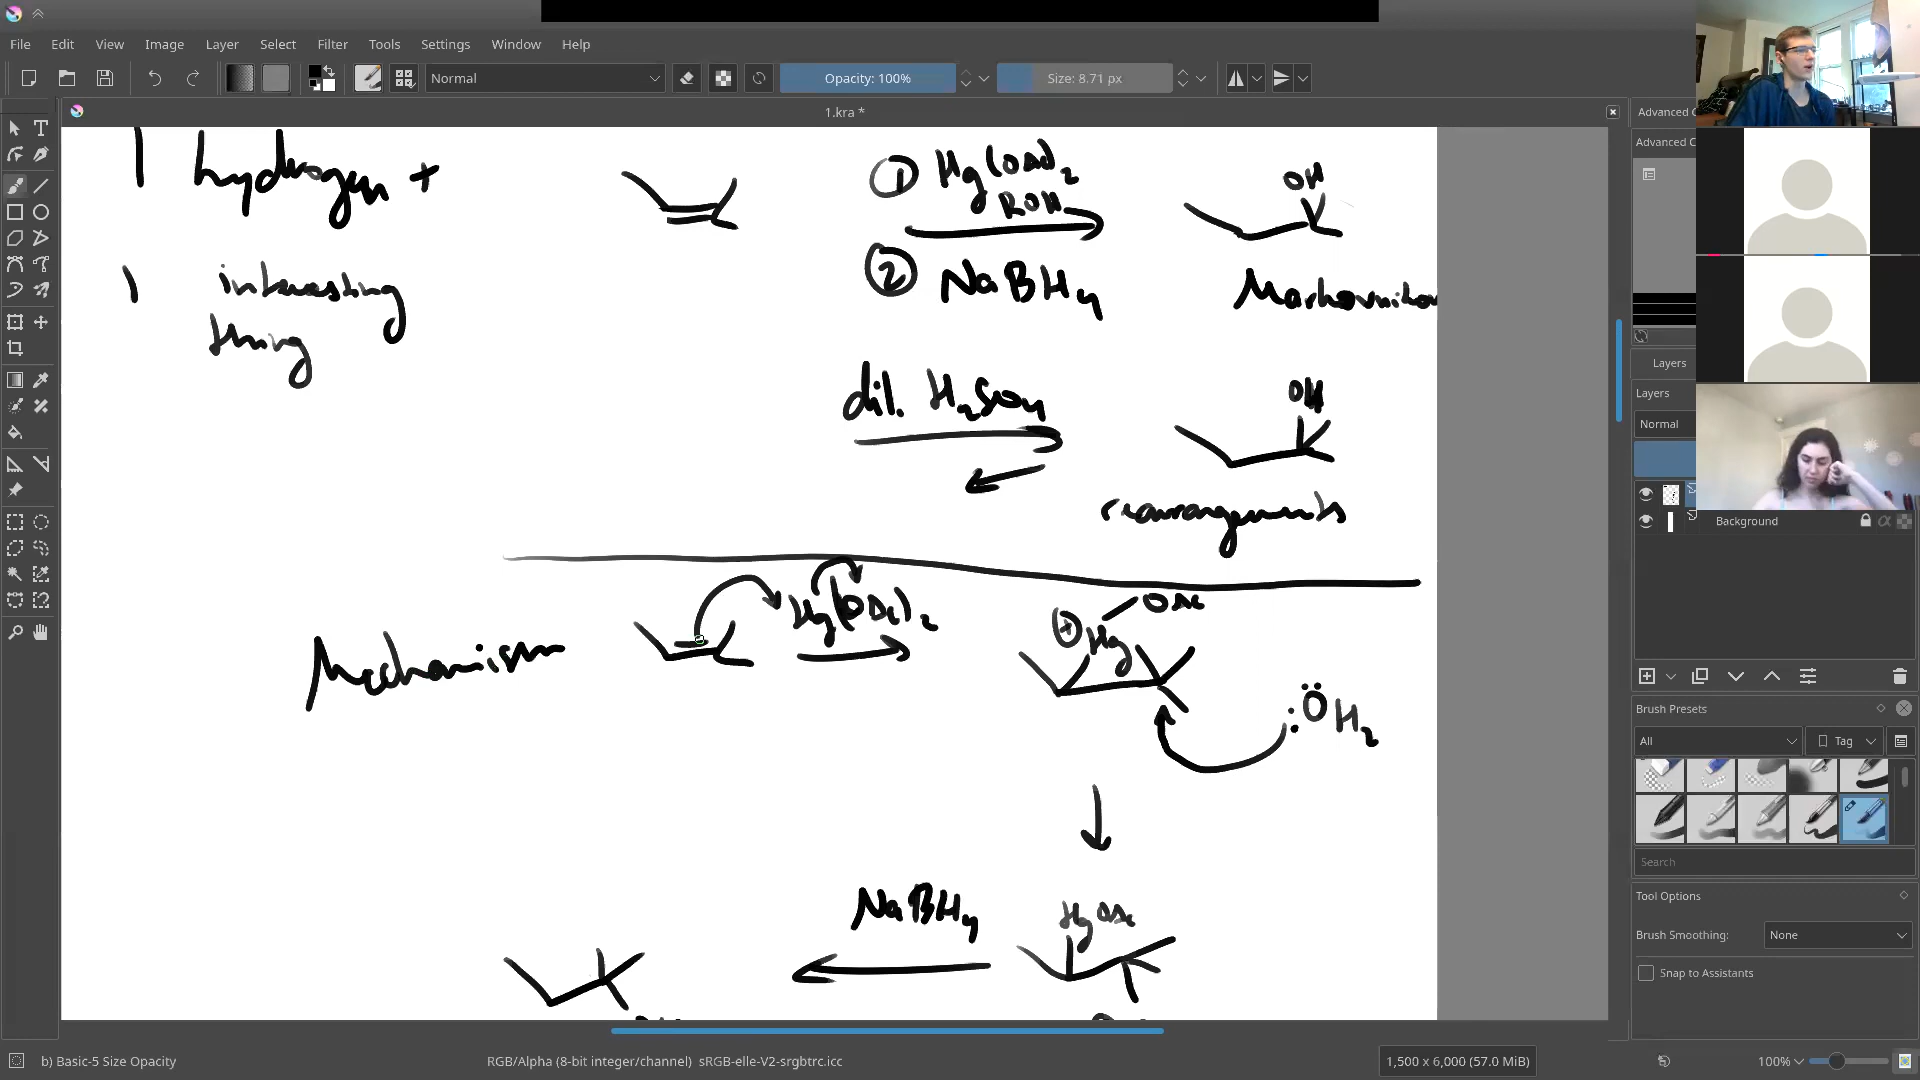 File Edit View Image Layer Select Filter Tools Settings Window Help
Normal
Opacity: 100%
Size: 8.71 px
1.kra *
Advanced C
Advanced C
1 hydrogen +
1 interesting
thing
① Hg(OAc)2
ROH
② NaBH4
OH
Markovnikov
dil. H2SO4
OH
rearrangements
Mechanism
Hg(OAc)2
⊕ Hg OAc
:ÖH2
NaBH4
HgOAc
Layers
Layers
Normal
Background
Brush Presets
All
Tag
Search
Tool Options
Brush Smoothing: None
Snap to Assistants
b) Basic-5 Size Opacity
RGB/Alpha (8-bit integer/channel) sRGB-elle-V2-srgbtrc.icc
1,500 x 6,000 (57.0 MiB)
100%